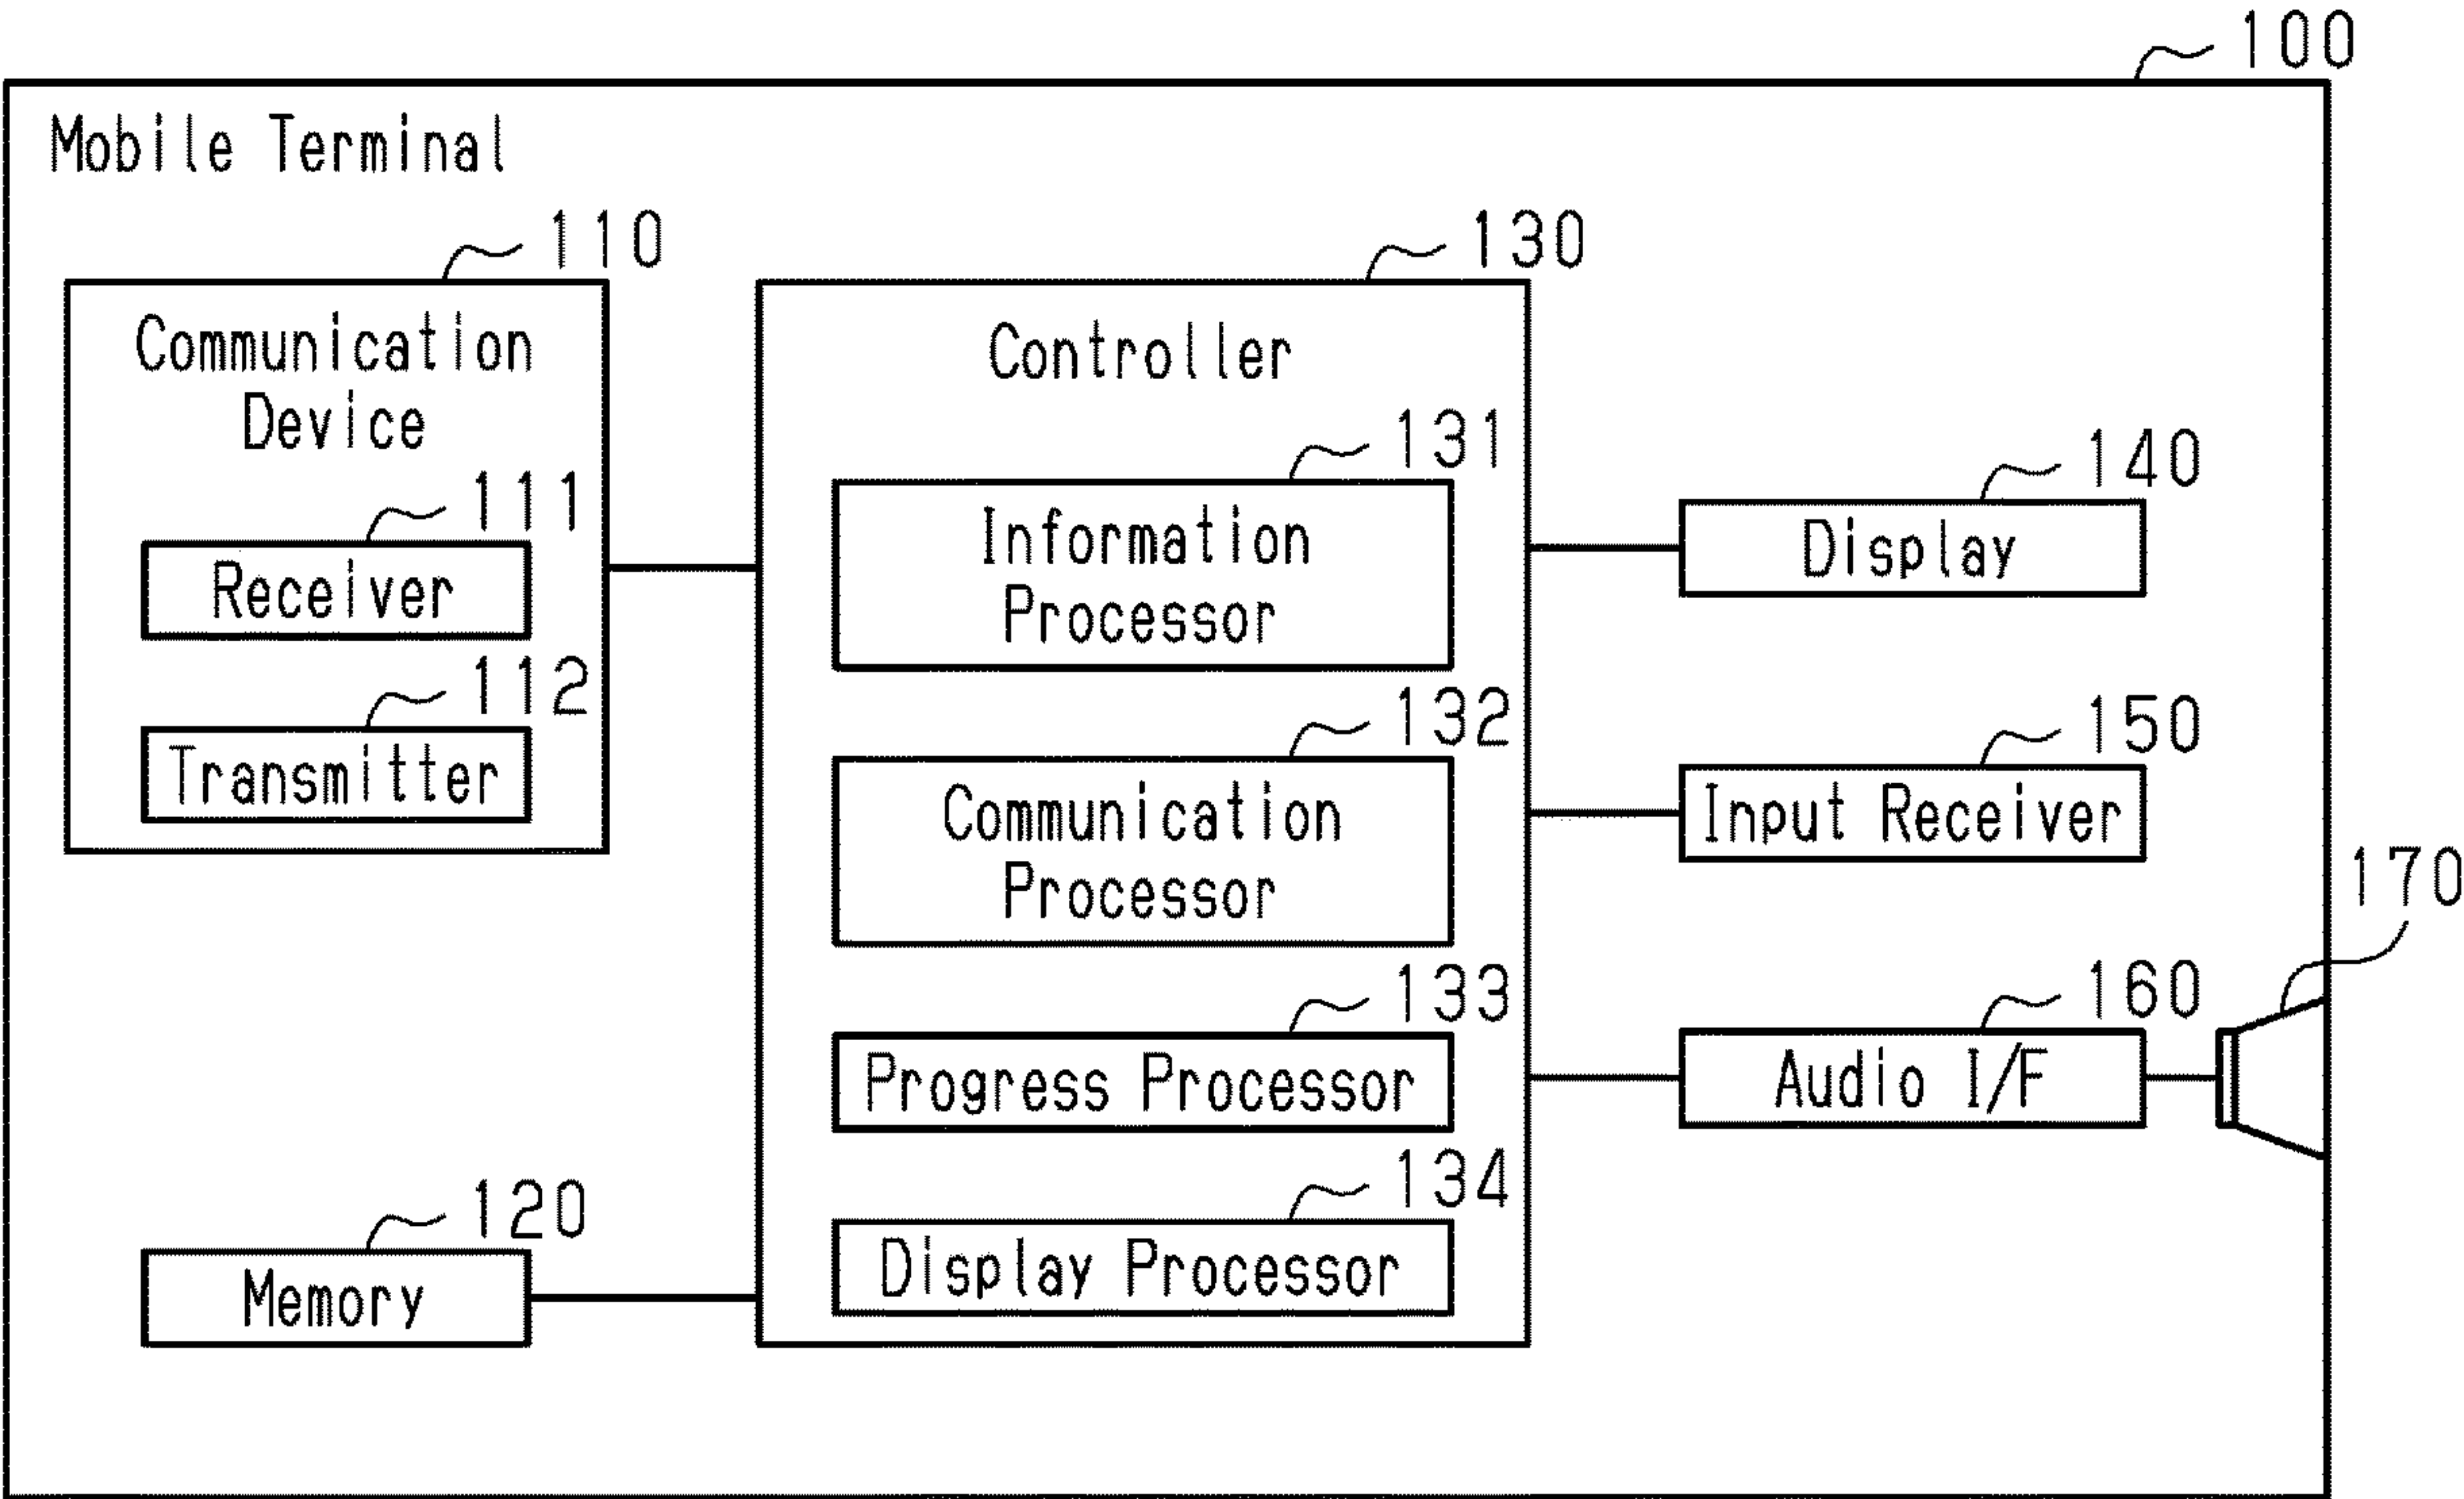 100
Mobile Terminal
110
Communication
Device
111
Receiver
112
Transmitter
120
Memory
130
Controller
131
Information
Processor
132
Communication
Processor
133
Progress Processor
134
Display Processor
140
Display
150
Input Receiver
160
Audio I/F
170